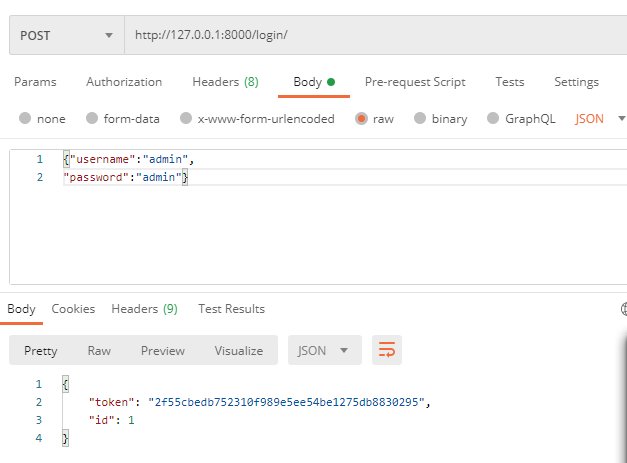 POST http://127.0.0.1:8000/login/
Params Authorization Headers (8) Body Pre-request Script Tests Settings
none form-data x-www-form-urlencoded raw binary GraphQL JSON
1 {"username":"admin",
2 "password":"admin"}
Body Cookies Headers (9) Test Results
Pretty Raw Preview Visualize JSON
1 {
2 "token": "2f55cbedb752310f989e5ee54be1275db8830295",
3 "id": 1
4 }